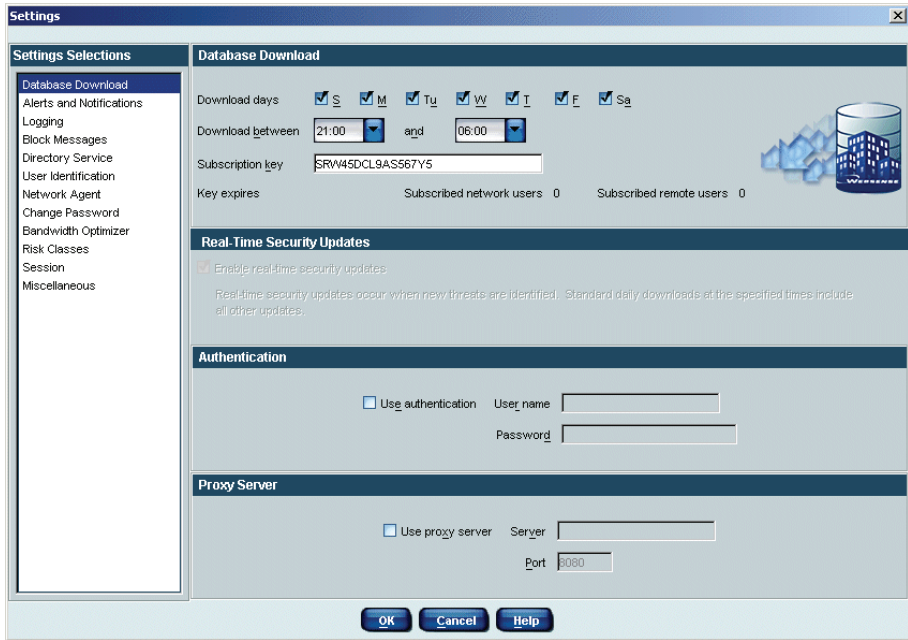 Settings
Settings Selections
Database Download
Alerts and Notifications
Logging
Block Messages
Directory Service
User Identification
Network Agent
Change Password
Bandwidth Optimizer
Risk Classes
Session
Miscellaneous
Database Download
Download days S M Tu W T F Sa
Download between 21:00 and 06:00
Subscription key SRW45DCL9AS567Y5
Key expires Subscribed network users 0 Subscribed remote users 0
WEBSENSE
Real-Time Security Updates
Enable real-time security updates
Real-time security updates occur when new threats are identified. Standard daily downloads at the specified times include
all other updates.
Authentication
Use authentication User name
Password
Proxy Server
Use proxy server Server
Port 8080
OK Cancel Help